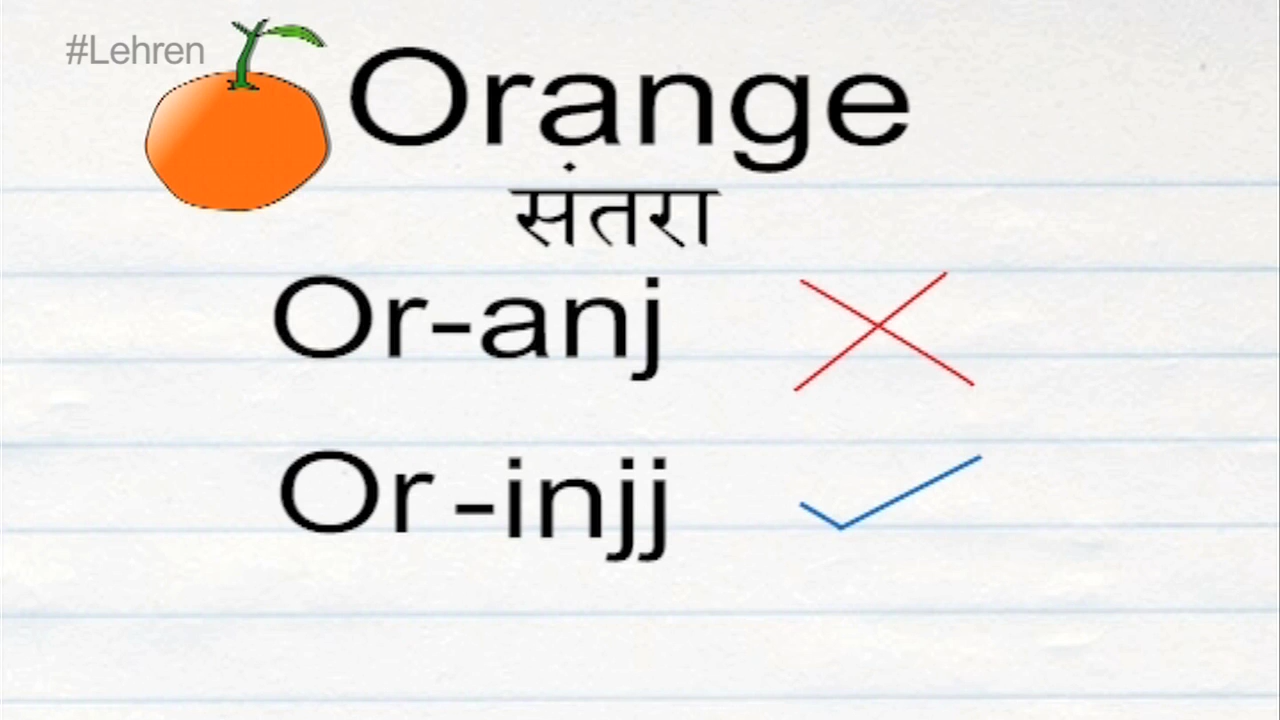 #Lehren
Orange
संतरा
Or-anj
Or-injj